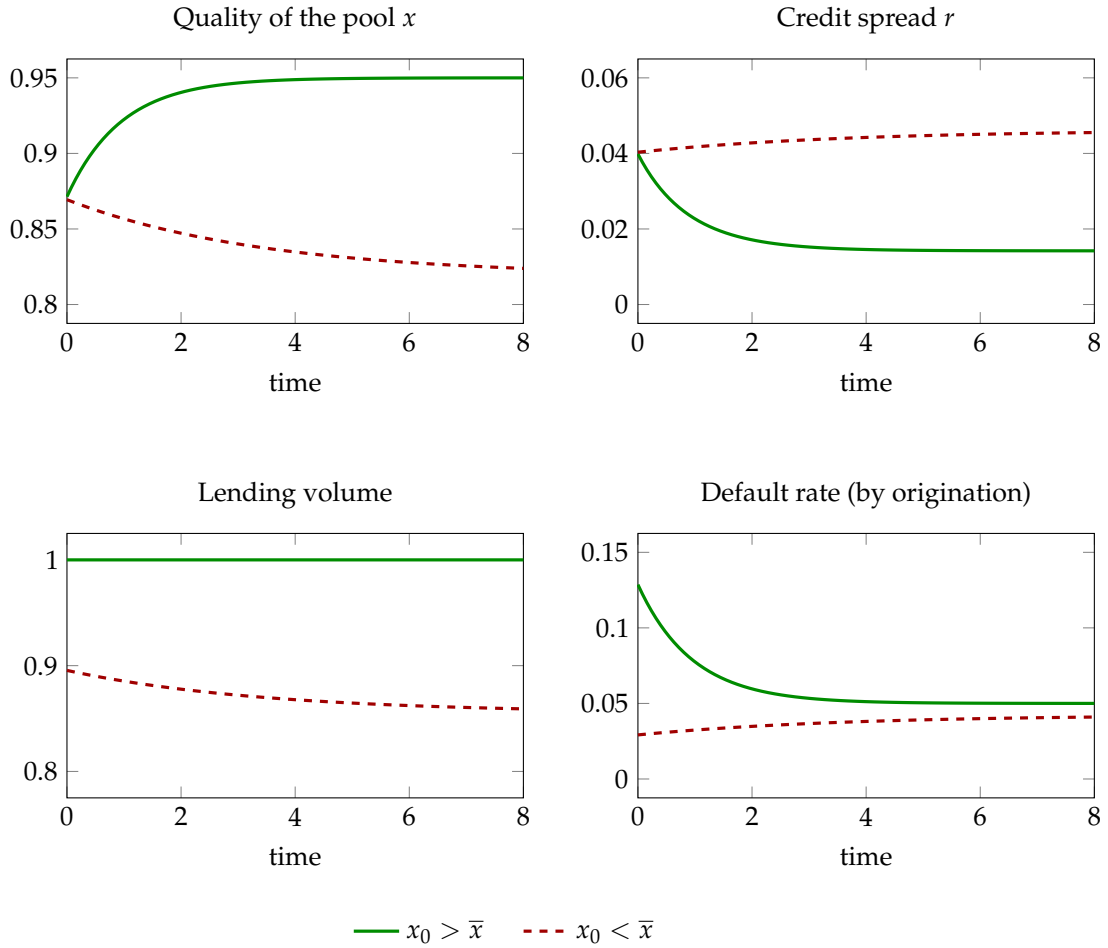 Quality of the pool x
Credit spread r
0.95
0.9
0.85
0.8
0 2 4 6 8
time
0.06
0.04
0.02
0
0 2 4 6 8
time
Lending volume
Default rate (by origination)
1
0.9
0.8
0 2 4 6 8
time
0.15
0.1
0.05
0
0 2 4 6 8
time
x₀ > x̅ x₀ < x̅